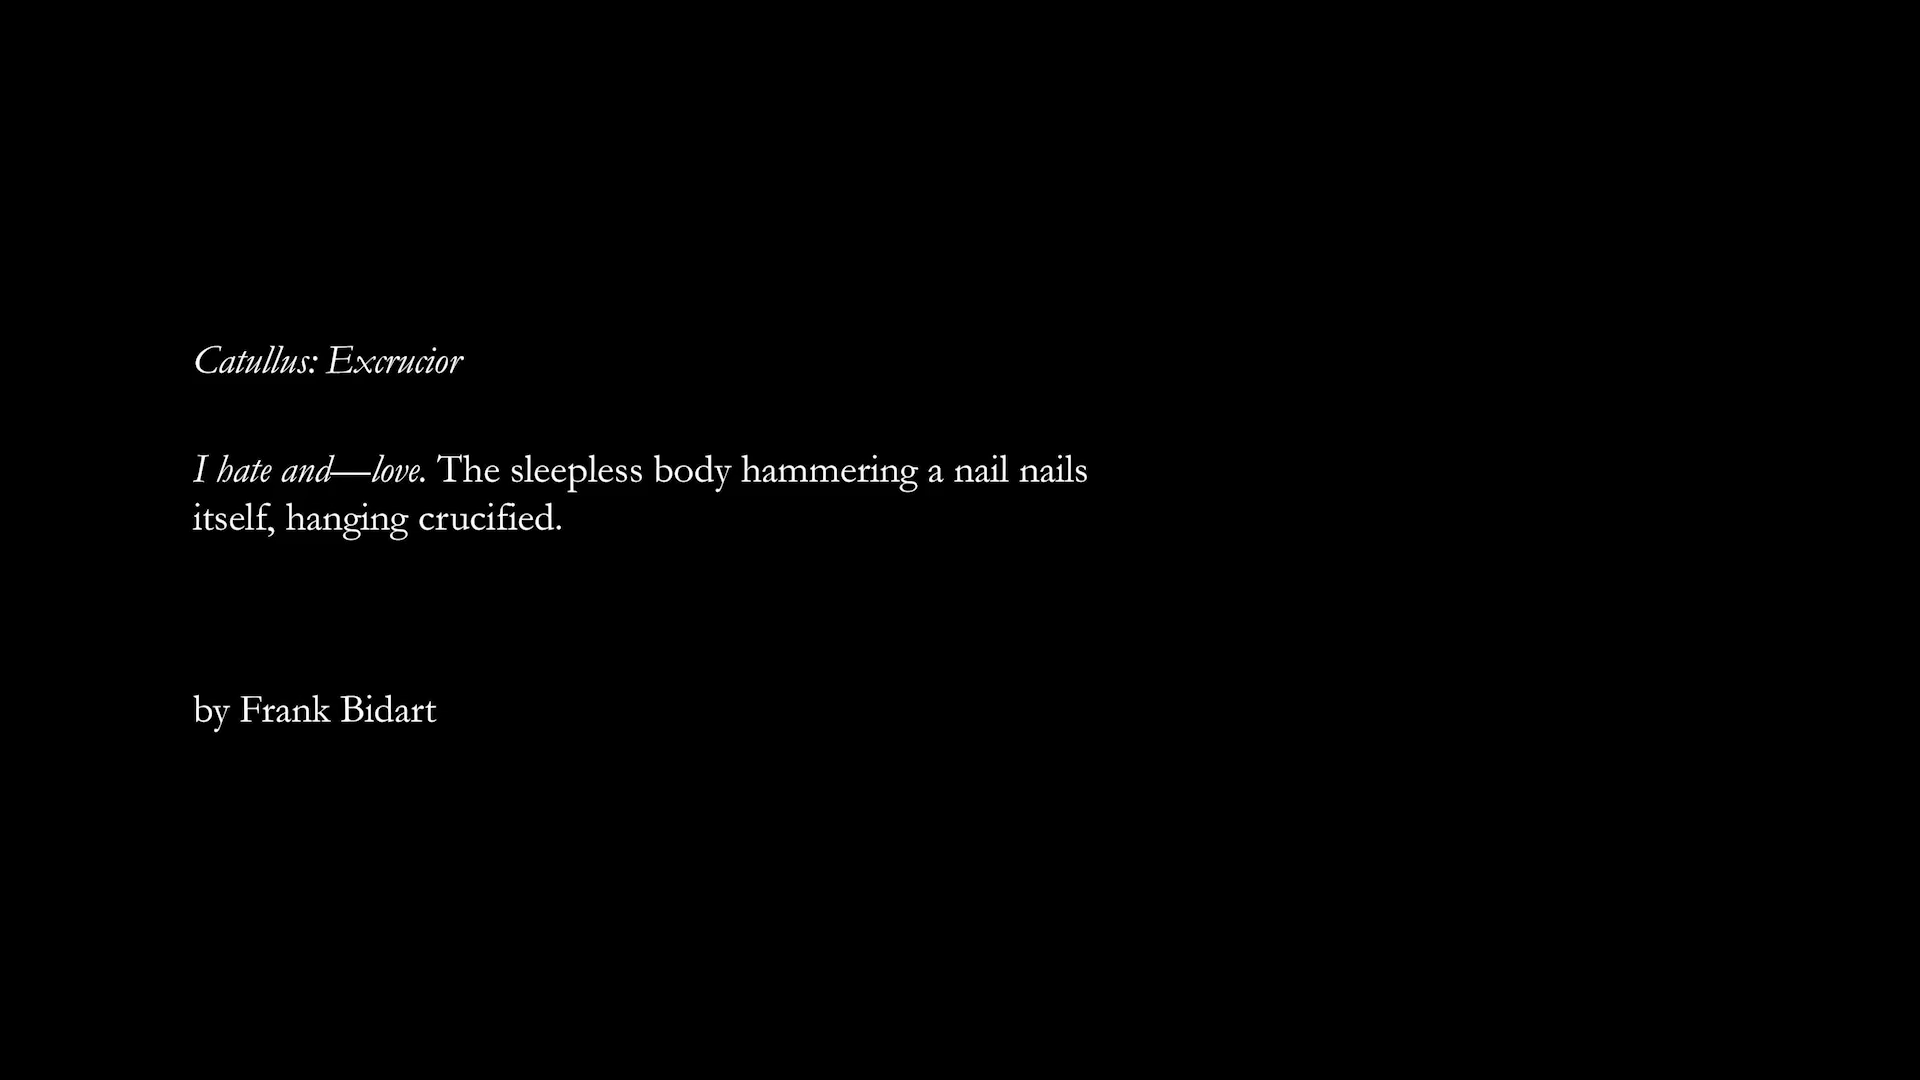 Catullus: Excrucior
I hate and—love. The sleepless body hammering a nail nails
itself, hanging crucified.
by Frank Bidart